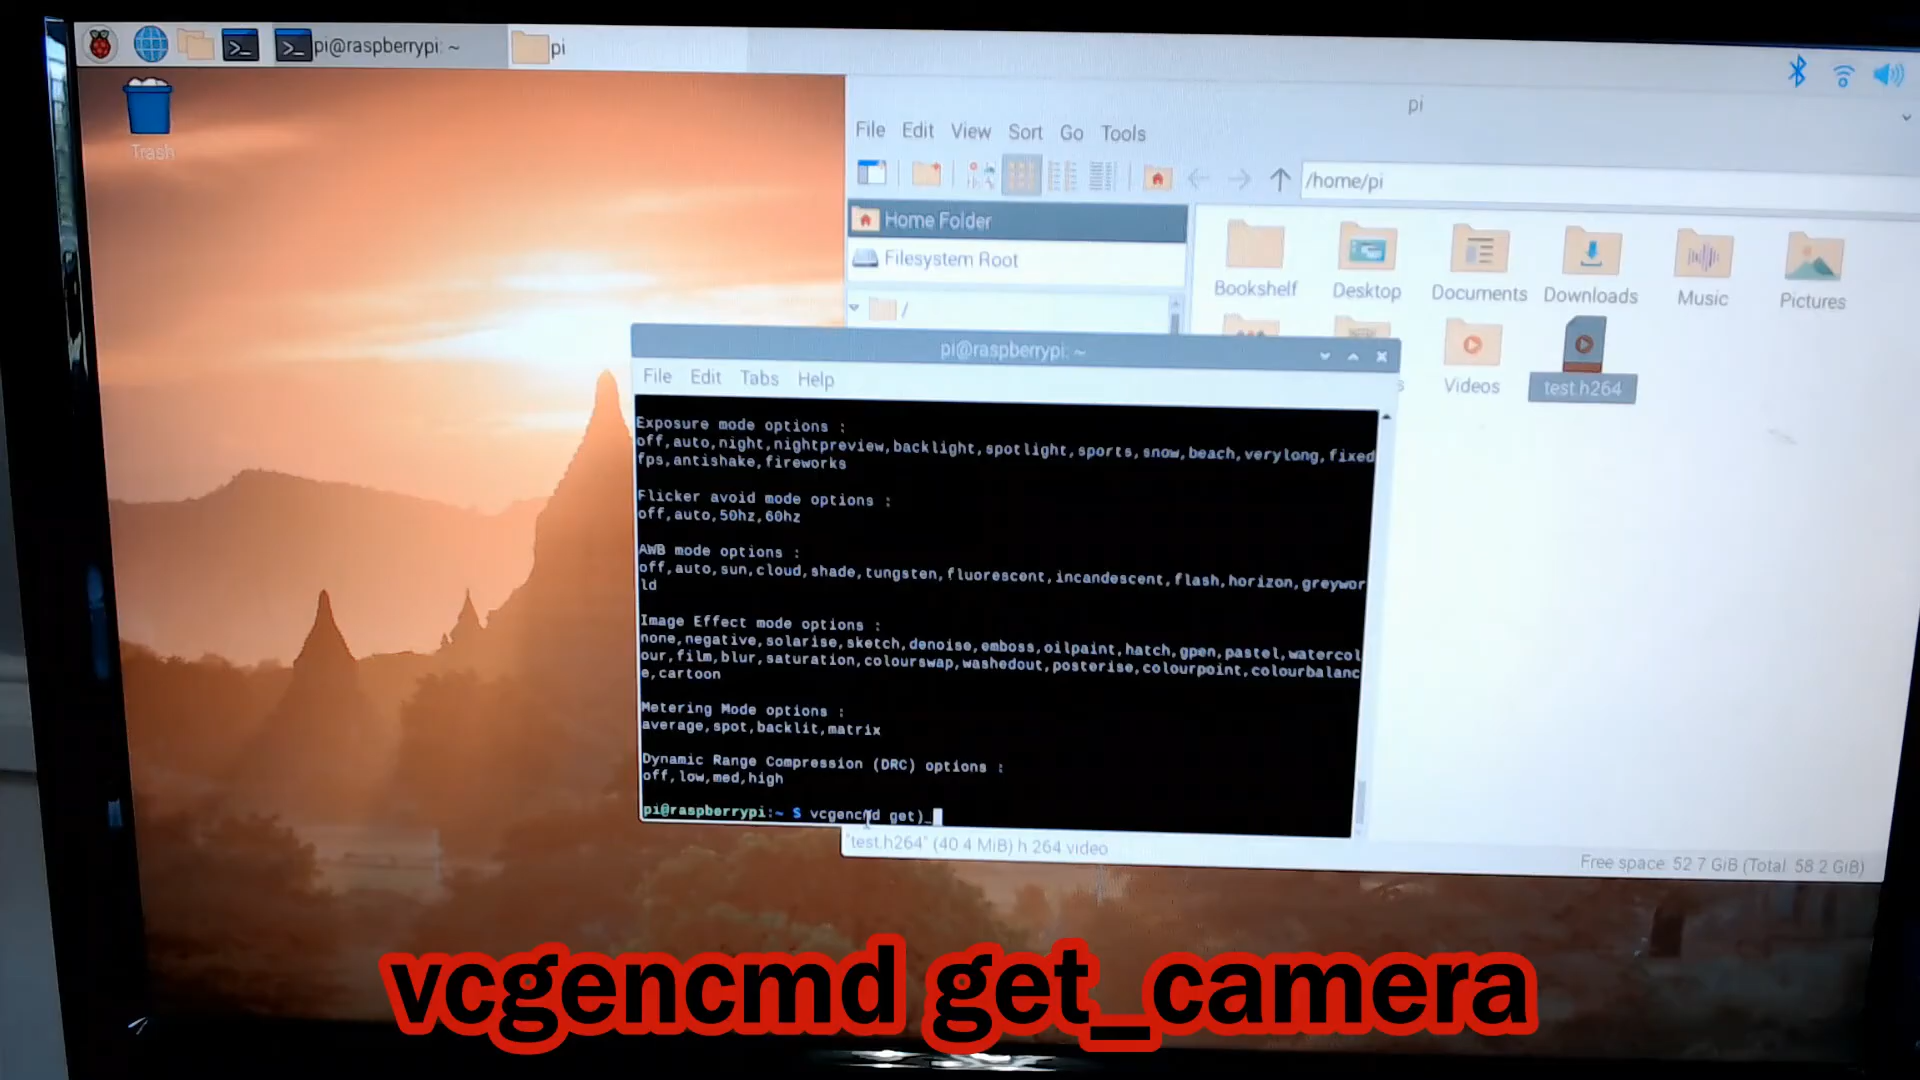 pi@raspberrypi: ~
pi
Trash
pi
File Edit View Sort Go Tools
/home/pi
Home Folder
Filesystem Root
/
Bookshelf Desktop Documents Downloads Music Pictures
Videos test.h264
pi@raspberrypi: ~
File Edit Tabs Help
Exposure mode options :
off,auto,night,nightpreview,backlight,spotlight,sports,snow,beach,verylong,fixed
fps,antishake,fireworks
Flicker avoid mode options :
off,auto,50hz,60hz
AWB mode options :
off,auto,sun,cloud,shade,tungsten,fluorescent,incandescent,flash,horizon,greywor
ld
Image Effect mode options :
none,negative,solarise,sketch,denoise,emboss,oilpaint,hatch,gpen,pastel,watercol
our,film,blur,saturation,colourswap,washedout,posterise,colourpoint,colourbalanc
e,cartoon
Metering Mode options :
average,spot,backlit,matrix
Dynamic Range Compression (DRC) options :
off,low,med,high
pi@raspberrypi:~ $ vcgencmd get)_
"test.h264" (40.4 MiB) h.264 video
Free space: 52.7 GiB (Total: 58.2 GiB)
vcgencmd get_camera